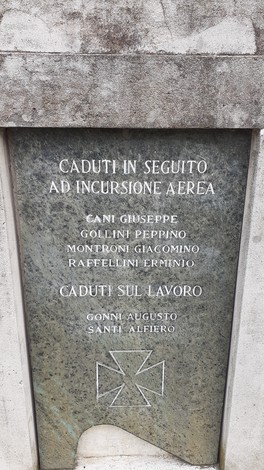 CADUTI IN SEGUITO
AD INCURSIONE AEREA
CANI GIUSEPPE
GOLLINI PEPPINO
MONTRONI GIACOMINO
RAFFELLINI ERMINIO
CADUTI SUL LAVORO
GONNI AUGUSTO
SANTI ALFIERO